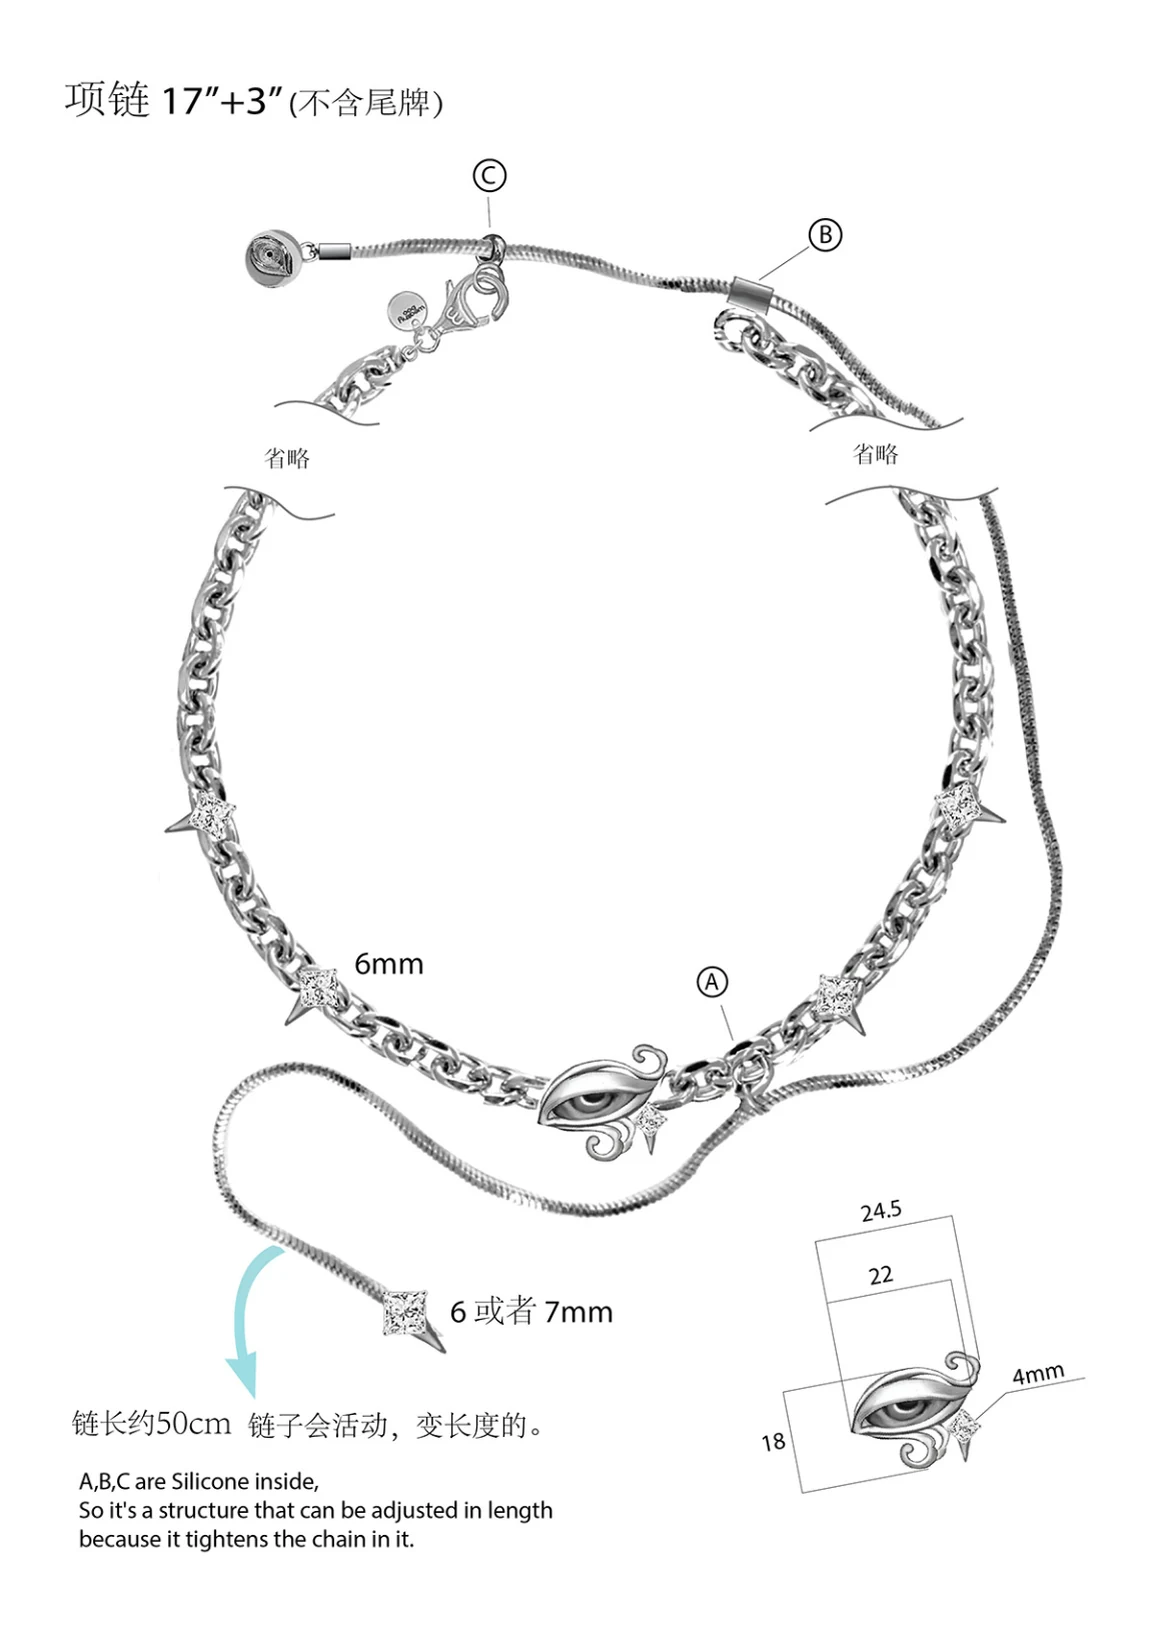 项链 17”+3” (不含尾牌)
C
B
省略
省略
6mm
A
24.5
22
6 或者 7mm
4mm
18
链长约50cm 链子会活动，变长度的。
A,B,C are Silicone inside,
So it's a structure that can be adjusted in length
because it tightens the chain in it.